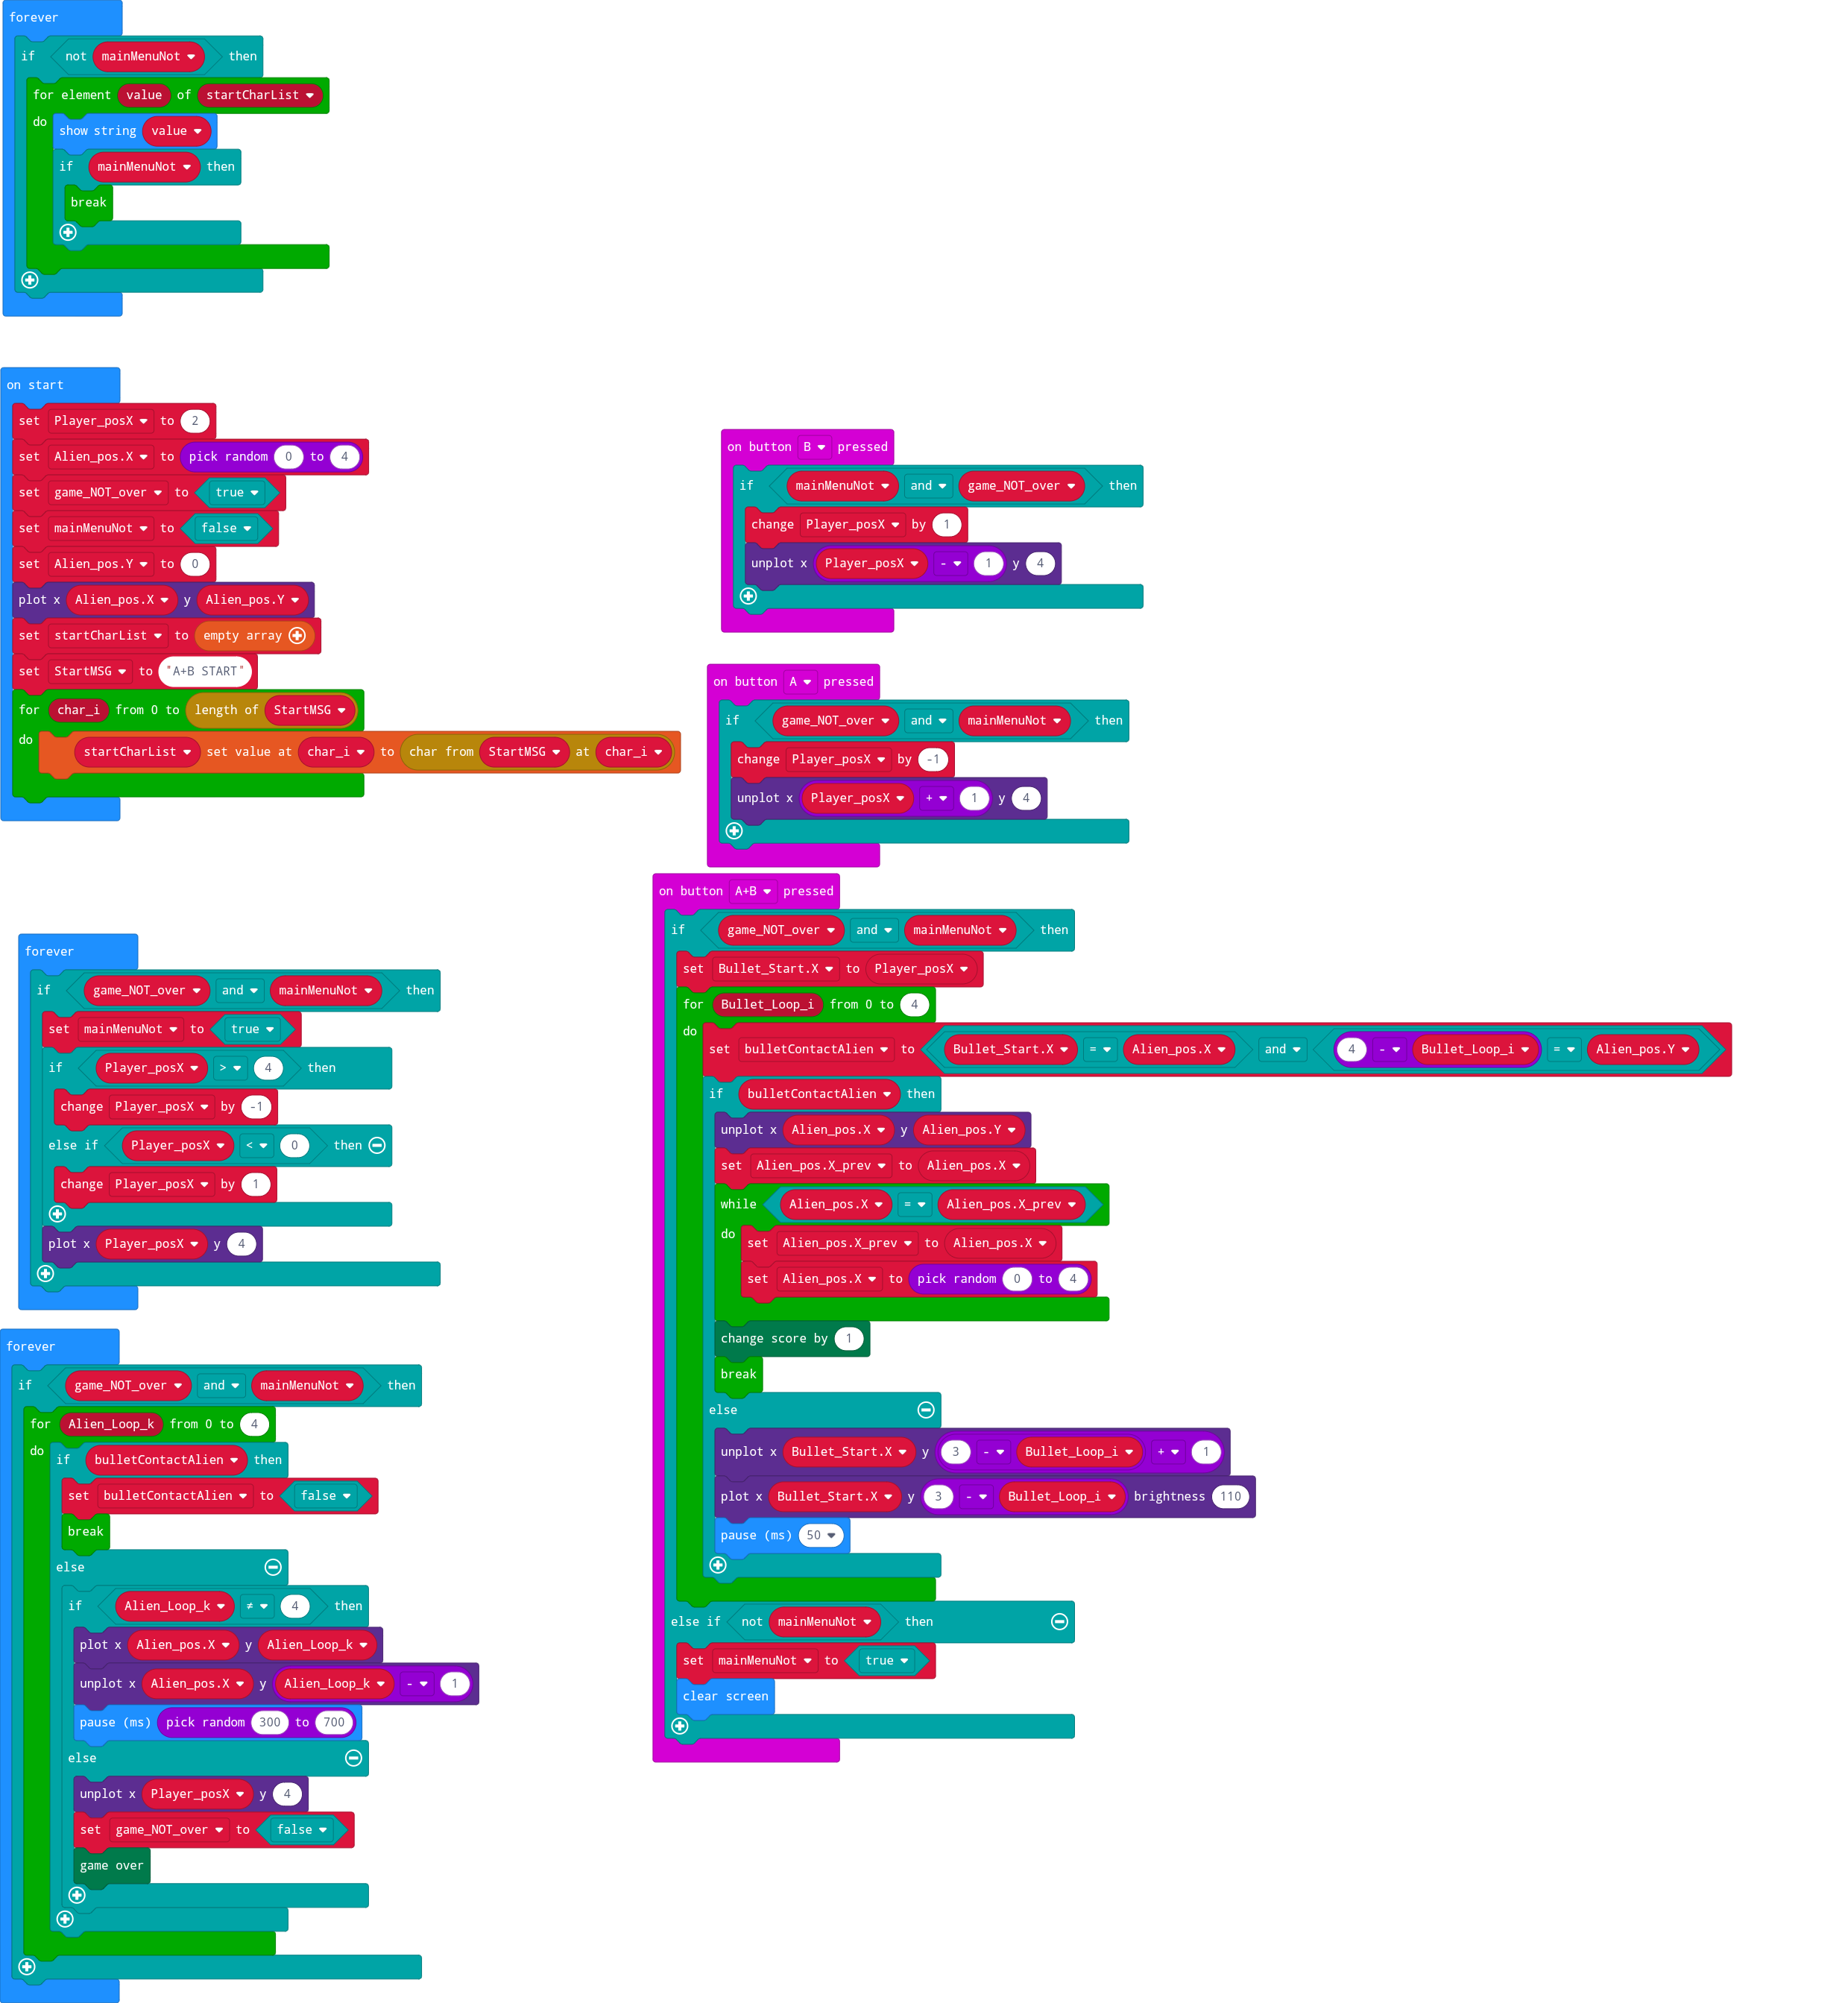 forever
if not mainMenuNot then
for element value of startCharList
do show string value
if mainMenuNot then
break
on start
set Player_posX to 2
set Alien_pos.X to pick random 0 to 4
set game_NOT_over to true
set mainMenuNot to false
set Alien_pos.Y to 0
plot x Alien_pos.X y Alien_pos.Y
set startCharList to empty array
set StartMSG to "A+B START"
for char_i from 0 to length of StartMSG
do startCharList set value at char_i to char from StartMSG at char_i
on button B pressed
if mainMenuNot and game_NOT_over then
change Player_posX by 1
unplot x Player_posX - 1 y 4
on button A pressed
if game_NOT_over and mainMenuNot then
change Player_posX by -1
unplot x Player_posX + 1 y 4
forever
if game_NOT_over and mainMenuNot then
set mainMenuNot to true
if Player_posX > 4 then
change Player_posX by -1
else if Player_posX < 0 then
change Player_posX by 1
plot x Player_posX y 4
on button A+B pressed
if game_NOT_over and mainMenuNot then
set Bullet_Start.X to Player_posX
for Bullet_Loop_i from 0 to 4
do set bulletContactAlien to Bullet_Start.X = Alien_pos.X and 4 - Bullet_Loop_i = Alien_pos.Y
if bulletContactAlien then
unplot x Alien_pos.X y Alien_pos.Y
set Alien_pos.X_prev to Alien_pos.X
while Alien_pos.X = Alien_pos.X_prev
do set Alien_pos.X_prev to Alien_pos.X
set Alien_pos.X to pick random 0 to 4
change score by 1
break
else
unplot x Bullet_Start.X y 3 - Bullet_Loop_i + 1
plot x Bullet_Start.X y 3 - Bullet_Loop_i brightness 110
pause (ms) 50
else if not mainMenuNot then
set mainMenuNot to true
clear screen
forever
if game_NOT_over and mainMenuNot then
for Alien_Loop_k from 0 to 4
do if bulletContactAlien then
set bulletContactAlien to false
break
else
if Alien_Loop_k ≠ 4 then
plot x Alien_pos.X y Alien_Loop_k
unplot x Alien_pos.X y Alien_Loop_k - 1
pause (ms) pick random 300 to 700
else
unplot x Player_posX y 4
set game_NOT_over to false
game over